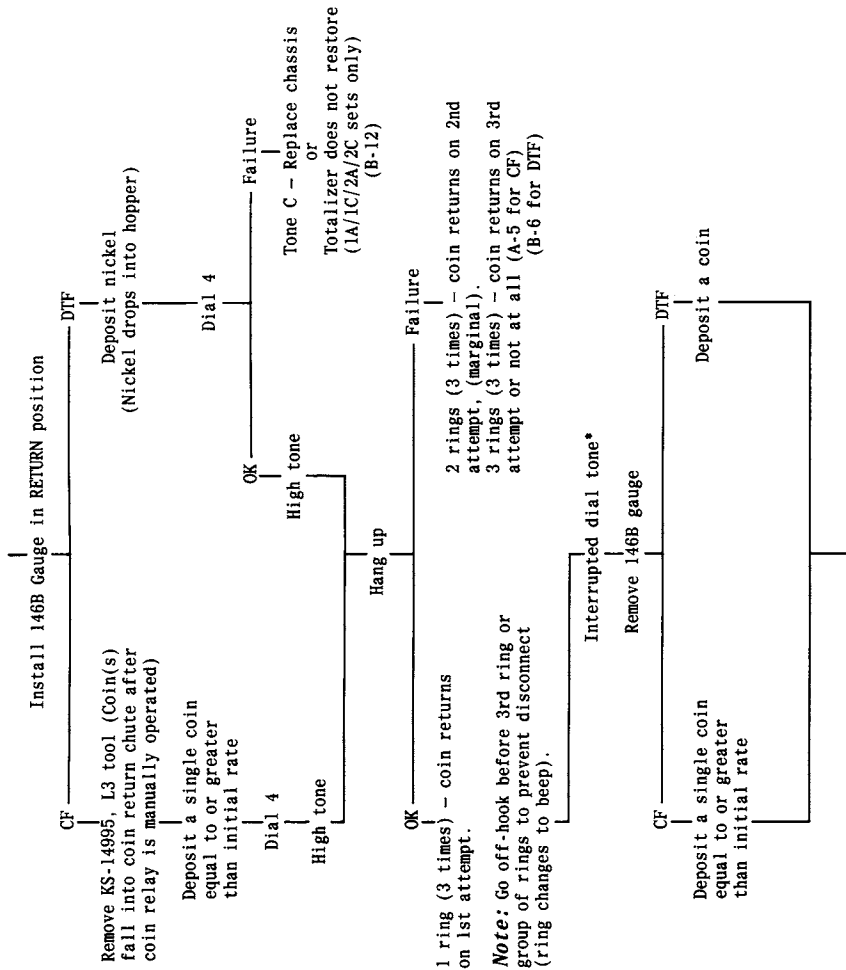 Install 146B Gauge in RETURN position
CF
DTF
Remove KS-14995, L3 tool (Coin(s)
fall into coin return chute after
coin relay is manually operated)
Deposit a single coin
equal to or greater
than initial rate
Dial 4
High tone
Deposit nickel
(Nickel drops into hopper)
Dial 4
OK
High tone
Failure
Tone C – Replace chassis
or
Totalizer does not restore
(1A/1C/2A/2C sets only)
(B-12)
Hang up
OK
1 ring (3 times) – coin returns
on 1st attempt.
Note: Go off-hook before 3rd ring or
group of rings to prevent disconnect
(ring changes to beep).
Failure
2 rings (3 times) – coin returns on 2nd
attempt, (marginal).
3 rings (3 times) – coin returns on 3rd
attempt or not at all (A-5 for CF)
(B-6 for DTF)
Interrupted dial tone*
Remove 146B gauge
CF
Deposit a single coin
equal to or greater
than initial rate
DTF
Deposit a coin